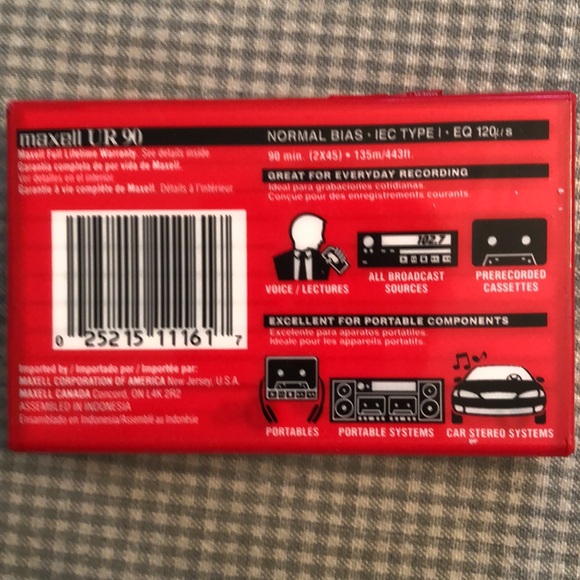 maxell UR 90
NORMAL BIAS • IEC TYPE I • EQ 120μs
Maxell Full Lifetime Warranty. See details inside
Garantia completa de por vida de Maxell.
Ver detalles en el interior
Garantie à vie complète de Maxell. Détails à l'intérieur
90 min. (2X45) • 135m/443ft.
GREAT FOR EVERYDAY RECORDING
Ideal para grabaciones cotidianas.
Conçue pour des enregistrements courants.
102.7
VOICE / LECTURES
ALL BROADCAST
SOURCES
PRERECORDED
CASSETTES
0 25215 11161 7
EXCELLENT FOR PORTABLE COMPONENTS
Excelente para aparatos portatiles.
Idéale pour les appareils portatifs.
PORTABLES
PORTABLE SYSTEMS
CAR STEREO SYSTEMS
Imported by / Importado por / Importée par:
MAXELL CORPORATION OF AMERICA New Jersey, U.S.A.
MAXELL CANADA Concord, ON L4K 2R2
ASSEMBLED IN INDONESIA
Ensamblado en Indonesia/Assemblé au Indonésie